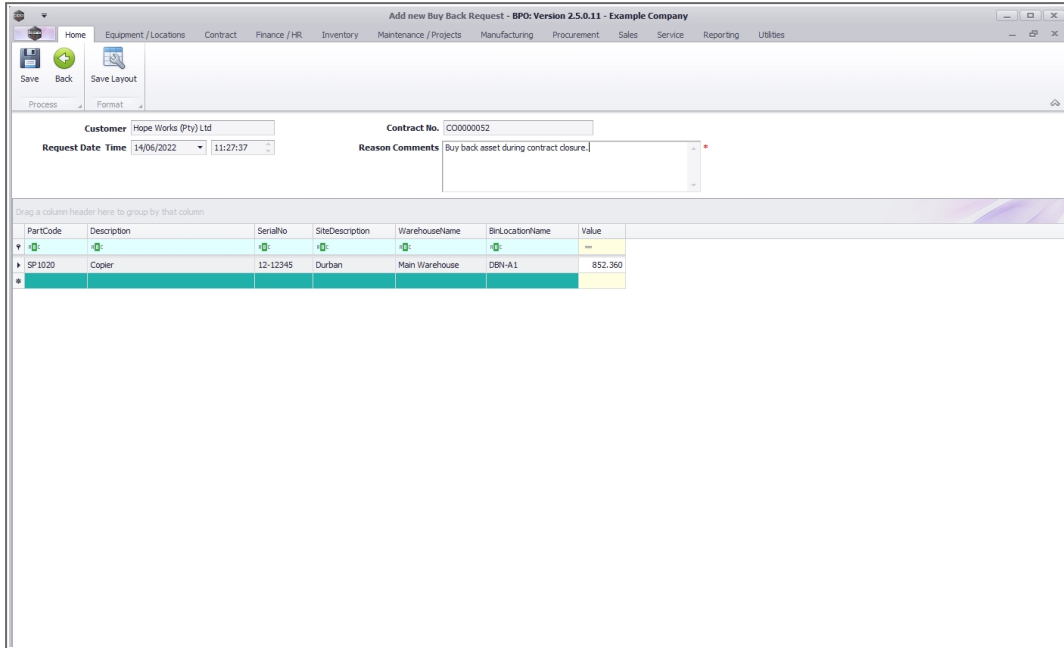 Add new Buy Back Request - BPO: Version 2.5.0.11 - Example Company
Home Equipment / Locations Contract Finance / HR Inventory Maintenance / Projects Manufacturing Procurement Sales Service Reporting Utilities
Save Back Save Layout
Process Format
Customer Hope Works (Pty) Ltd Contract No. CO0000052
Request Date Time 14/06/2022 11:27:37 Reason Comments Buy back asset during contract closure. *
Drag a column header here to group by that column
PartCode Description SerialNo SiteDescription WarehouseName BinLocationName Value
SP1020 Copier 12-12345 Durban Main Warehouse DBN-A1 852.360